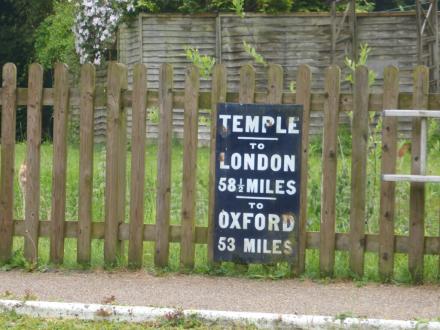 TEMPLE
TO
LONDON
58½ MILES
TO
OXFORD
53 MILES